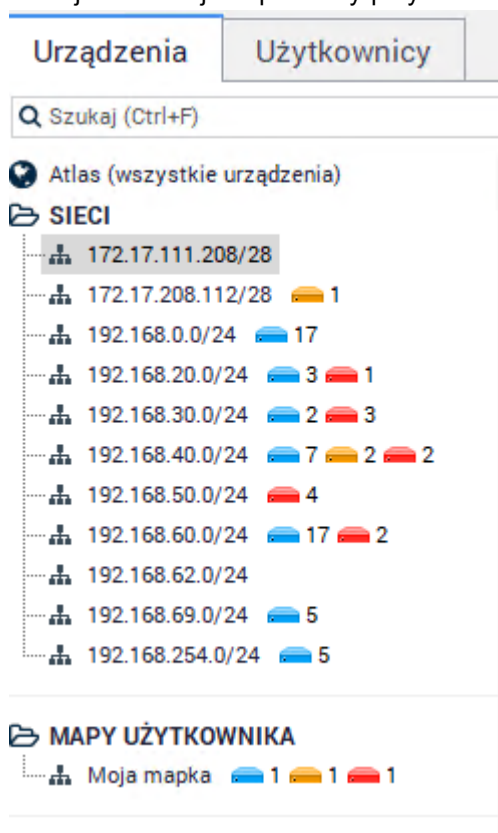 Urządzenia Użytkownicy
Szukaj (Ctrl+F)
Atlas (wszystkie urządzenia)
SIECI
172.17.111.208/28
172.17.208.112/28 1
192.168.0.0/24 17
192.168.20.0/24 3 1
192.168.30.0/24 2 3
192.168.40.0/24 7 2 2
192.168.50.0/24 4
192.168.60.0/24 17 2
192.168.62.0/24
192.168.69.0/24 5
192.168.254.0/24 5
MAPY UŻYTKOWNIKA
Moja mapka 1 1 1